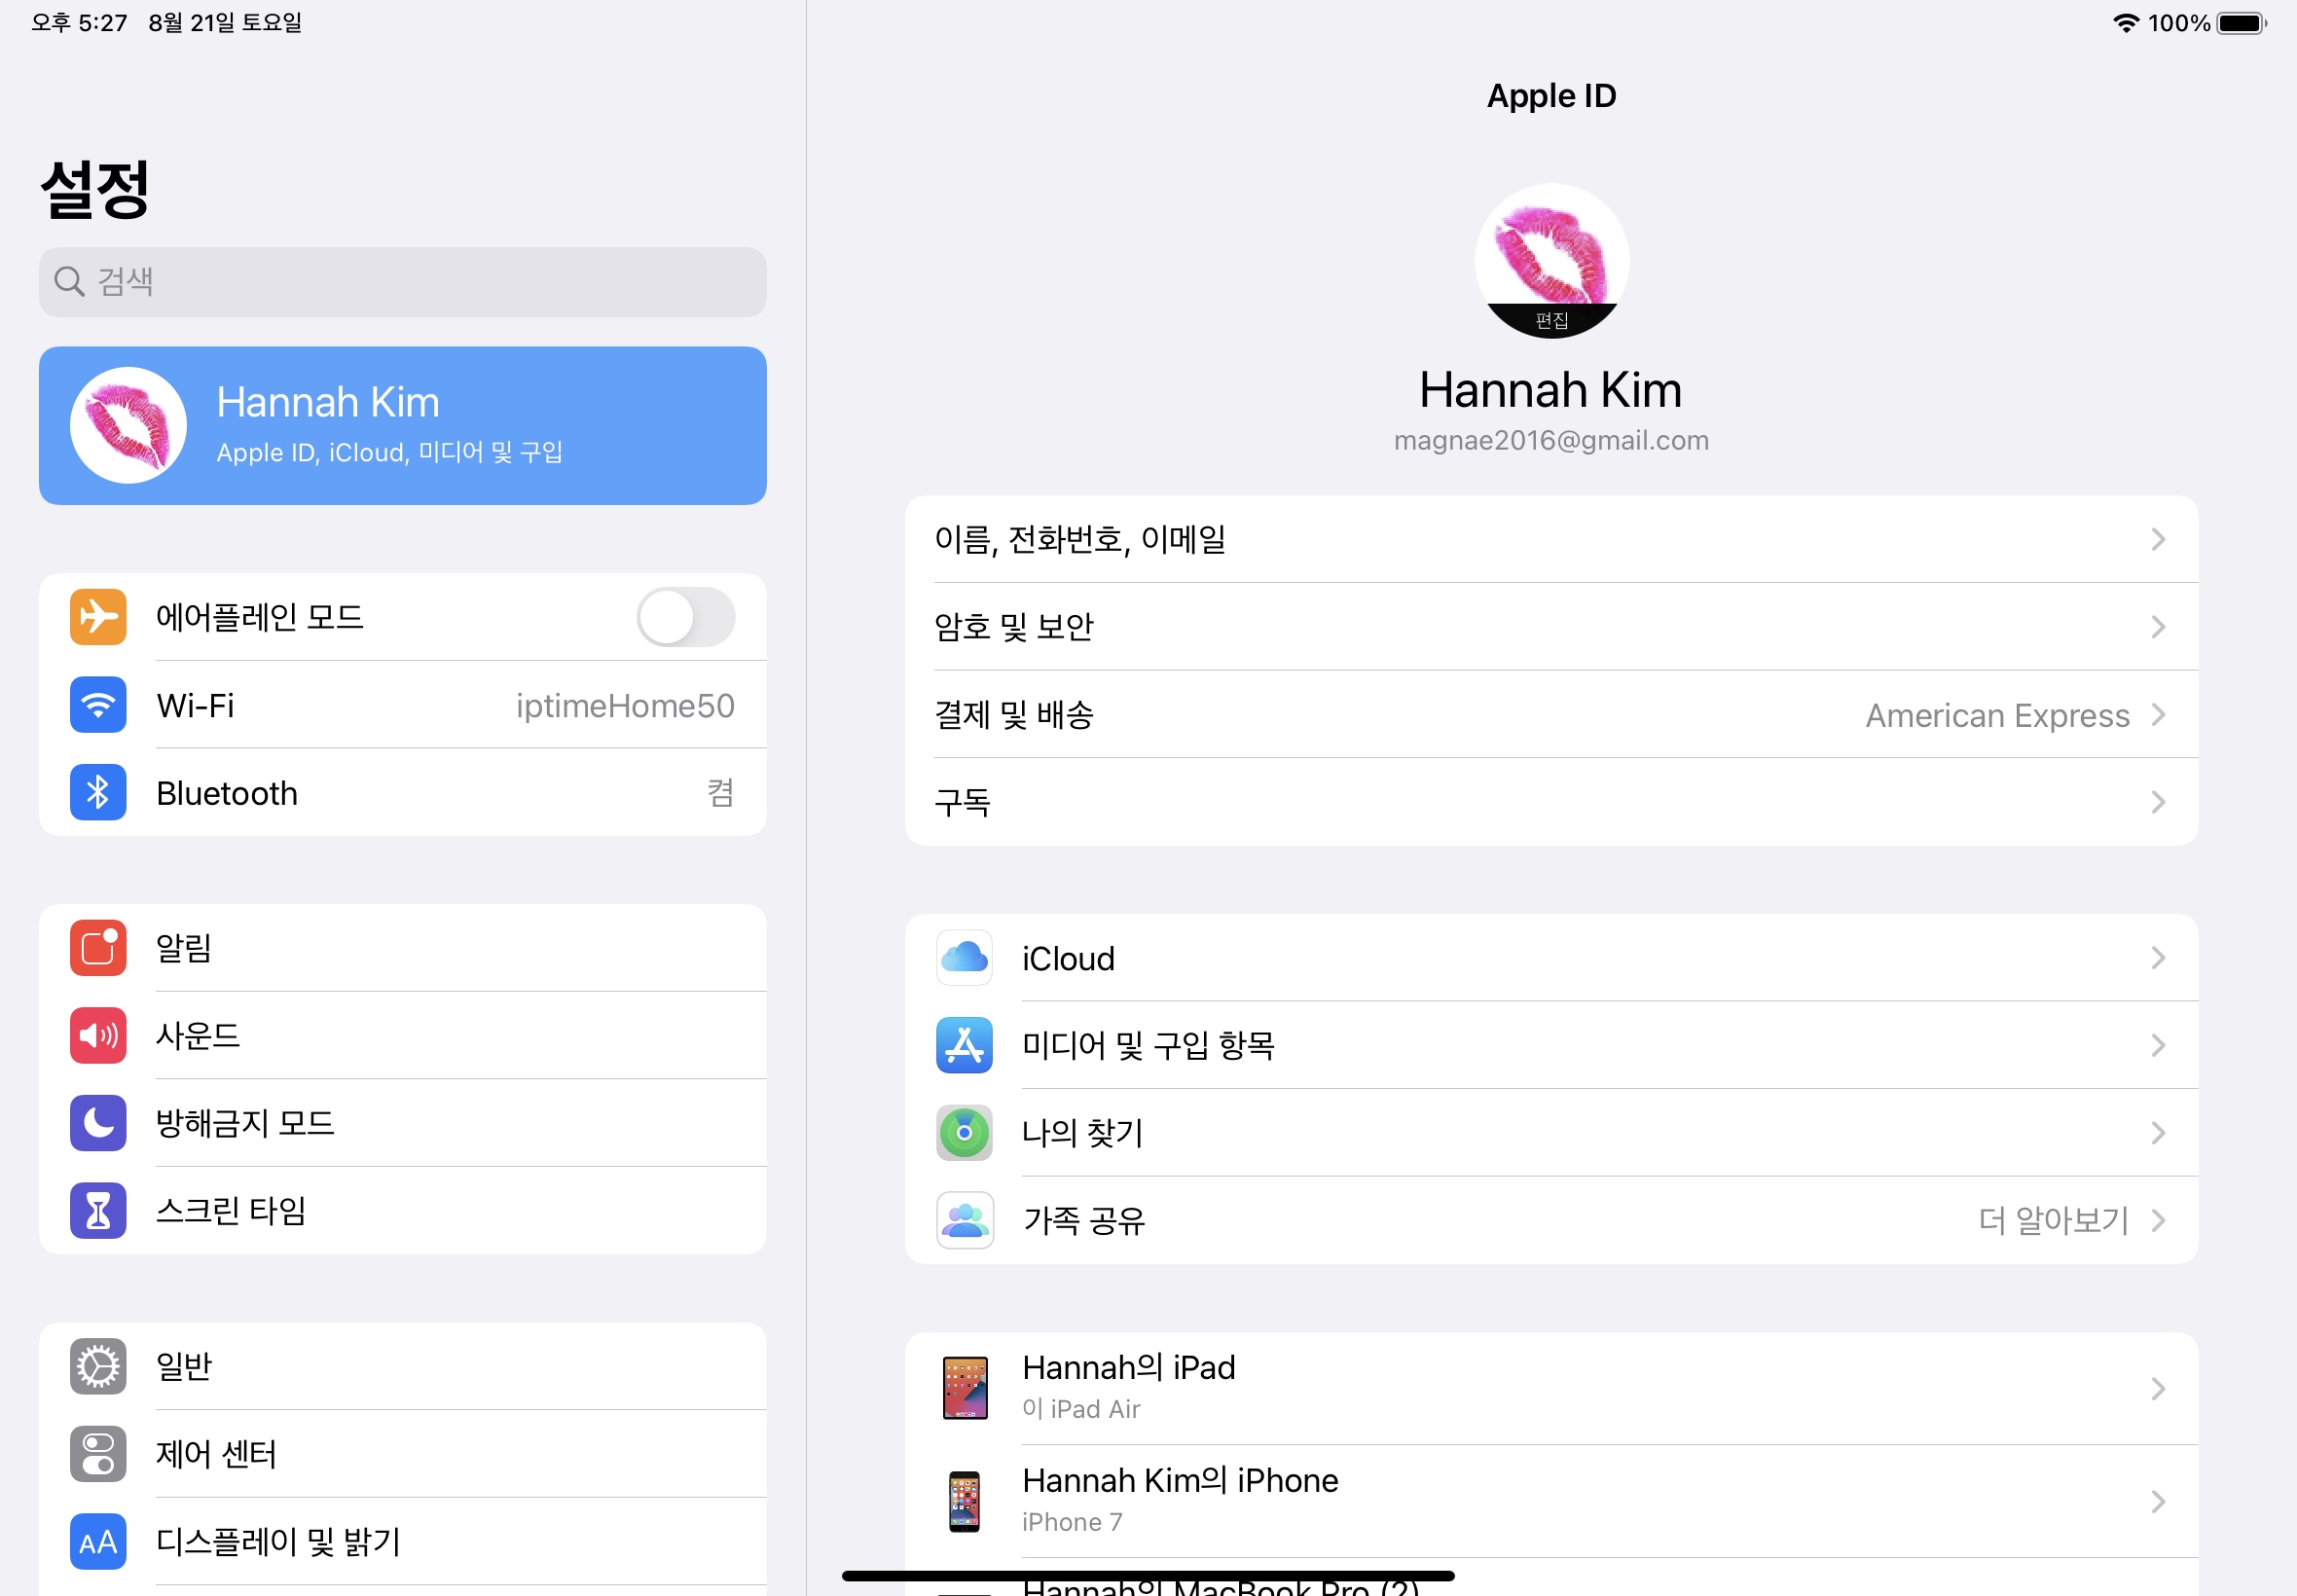 오후 5:27 8월 21일 토요일
100%
설정
검색
Hannah Kim
Apple ID, iCloud, 미디어 및 구입
에어플레인 모드
Wi-Fi iptimeHome50
Bluetooth 켬
알림
사운드
방해금지 모드
스크린 타임
일반
제어 센터
AA 디스플레이 및 밝기
Apple ID
편집
Hannah Kim
magnae2016@gmail.com
이름, 전화번호, 이메일
암호 및 보안
결제 및 배송 American Express
구독
iCloud
미디어 및 구입 항목
나의 찾기
가족 공유 더 알아보기
Hannah의 iPad
이 iPad Air
Hannah Kim의 iPhone
iPhone 7
Hannah의 MacBook Pro (2)